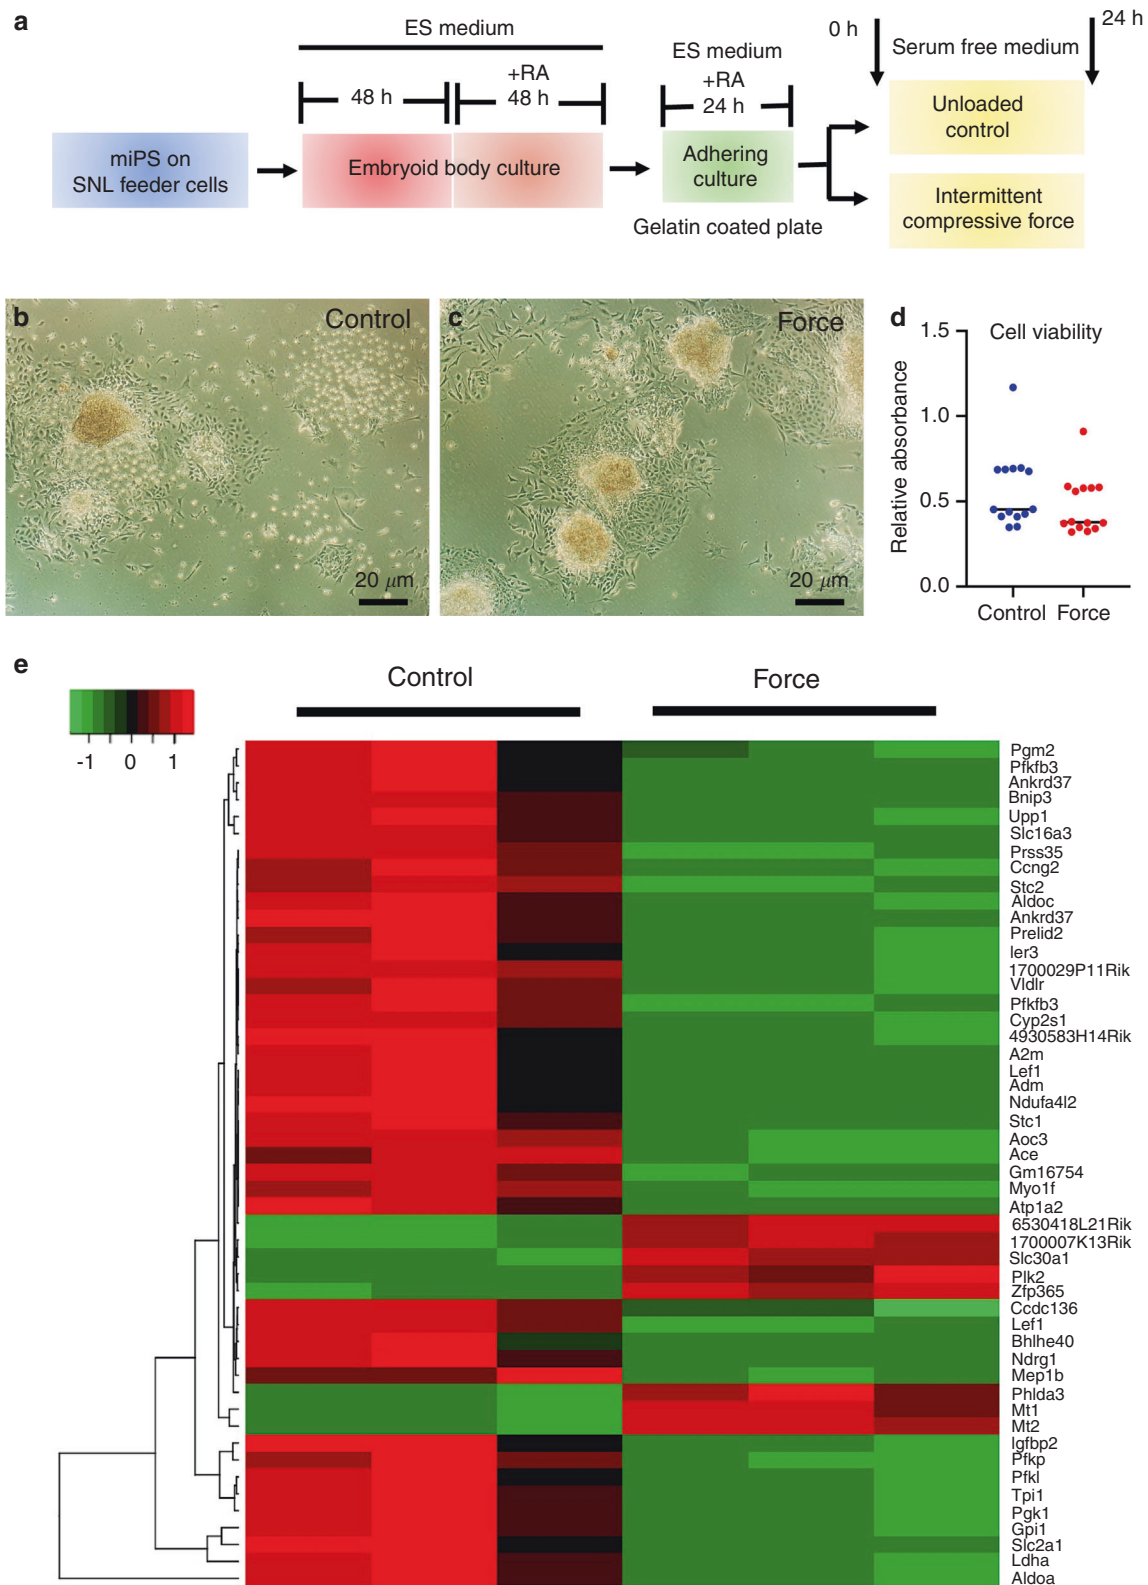 a
ES medium
48 h
+RA
48 h
ES medium
+RA
24 h
0 h
24 h
Serum free medium
miPS on
SNL feeder cells
Embryoid body culture
Adhering
culture
Gelatin coated plate
Unloaded
control
Intermittent
compressive force
b
Control
20 μm
c
Force
20 μm
d
Cell viability
Relative absorbance
1.5
1.0
0.5
0.0
Control
Force
e
-1 0 1
Control
Force
Pgm2
Pfkfb3
Ankrd37
Bnip3
Upp1
Slc16a3
Prss35
Ccng2
Stc2
Aldoc
Ankrd37
Prelid2
Ier3
1700029P11Rik
Vldlr
Pfkfb3
Cyp2s1
4930583H14Rik
A2m
Lef1
Adm
Ndufa4l2
Stc1
Aoc3
Ace
Gm16754
Myo1f
Atp1a2
6530418L21Rik
1700007K13Rik
Slc30a1
Plk2
Zfp365
Ccdc136
Lef1
Bhlhe40
Ndrg1
Mep1b
Phlda3
Mt1
Mt2
Igfbp2
Pfkp
Pfkl
Tpi1
Pgk1
Gpi1
Slc2a1
Ldha
Aldoa